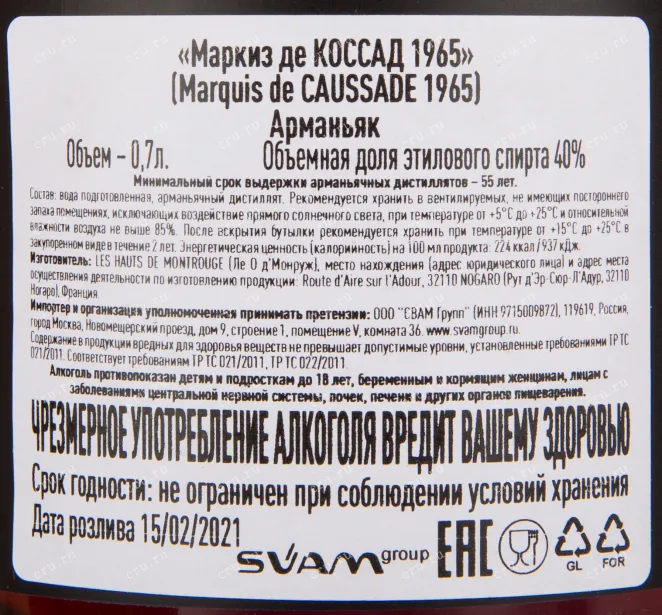 «Маркиз де КОССАД 1965»
(Marquis de CAUSSADE 1965)
Арманьяк
Объем – 0,7л. Объемная доля этилового спирта 40%
Минимальный срок выдержки арманьячных дистиллятов – 55 лет.
Состав: вода подготовленная, арманьячный дистиллят. Рекомендуется хранить в вентилируемых, не имеющих постороннего
запаха помещениях, исключающих воздействие прямого солнечного света, при температуре от +5°С до +25°С и относительной
влажности воздуха не выше 85%. После вскрытия бутылки рекомендуется хранить при температуре от +15°С до +25°С в
закупоренном виде в течение 2 лет. Энергетическая ценность (калорийность) на 100 мл продукта: 224 ккал/937 кДж.
Изготовитель: LES HAUTS DE MONTROUGE (Ле О д'Монруж), место нахождения (адрес юридического лица) и адрес места
осуществления деятельности по изготовлению продукции: Route d'Aire sur l'Adour, 32110 NOGARO (Рут д'Эр-Сюр-Л'Адур, 32110
Ногаро), Франция.
Импортер и организация уполномоченная принимать претензии: ООО "СВАМ Групп" (ИНН 9715009872), 119619, Россия,
город Москва, Новомещерский проезд, дом 9, строение 1, помещение V, комната 36. www.svamgroup.ru.
Содержание в продукции вредных для здоровья веществ не превышает допустимые уровни, установленные требованиями ТР ТС
021/2011. Соответствует требованиям ТР ТС 021/2011, ТР ТС 022/2011
Алкоголь противопоказан детям и подросткам до 18 лет, беременным и кормящим женщинам, лицам с
заболеваниями центральной нервной системы, почек, печени и других органов пищеварения.
ЧРЕЗМЕРНОЕ УПОТРЕБЛЕНИЕ АЛКОГОЛЯ ВРЕДИТ ВАШЕМУ ЗДОРОВЬЮ
Срок годности: не ограничен при соблюдении условий хранения
Дата розлива 15/02/2021
SVAM group EAC GL FOR